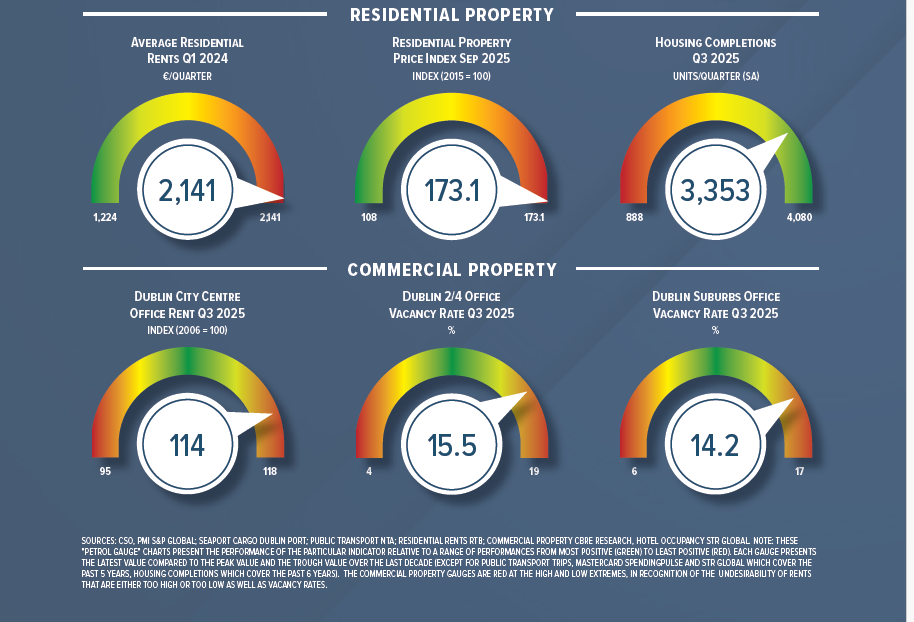 RESIDENTIAL PROPERTY
AVERAGE RESIDENTIAL
RENTS Q1 2024
€/QUARTER
2,141
1,224
2,141
RESIDENTIAL PROPERTY
PRICE INDEX SEP 2025
INDEX (2015 = 100)
173.1
108
173.1
HOUSING COMPLETIONS
Q3 2025
UNITS/QUARTER (SA)
3,353
888
4,080
COMMERCIAL PROPERTY
DUBLIN CITY CENTRE
OFFICE RENT Q3 2025
INDEX (2006 = 100)
114
95
118
DUBLIN 2/4 OFFICE
VACANCY RATE Q3 2025
%
15.5
4
19
DUBLIN SUBURBS OFFICE
VACANCY RATE Q3 2025
%
14.2
6
17
SOURCES: CSO, PMI S&P GLOBAL; SEAPORT CARGO DUBLIN PORT; PUBLIC TRANSPORT NTA; RESIDENTIAL RENTS RTB; COMMERCIAL PROPERTY CBRE RESEARCH, HOTEL OCCUPANCY STR GLOBAL. NOTE: THESE
"PETROL GAUGE" CHARTS PRESENT THE PERFORMANCE OF THE PARTICULAR INDICATOR RELATIVE TO A RANGE OF PERFORMANCES FROM MOST POSITIVE (GREEN) TO LEAST POSITIVE (RED). EACH GAUGE PRESENTS
THE LATEST VALUE COMPARED TO THE PEAK VALUE AND THE TROUGH VALUE OVER THE LAST DECADE (EXCEPT FOR PUBLIC TRANSPORT TRIPS, MASTERCARD SPENDINGPULSE AND STR GLOBAL WHICH COVER THE
PAST 5 YEARS, HOUSING COMPLETIONS WHICH COVER THE PAST 6 YEARS). THE COMMERCIAL PROPERTY GAUGES ARE RED AT THE HIGH AND LOW EXTREMES, IN RECOGNITION OF THE UNDESIRABILITY OF RENTS
THAT ARE EITHER TOO HIGH OR TOO LOW AS WELL AS VACANCY RATES.